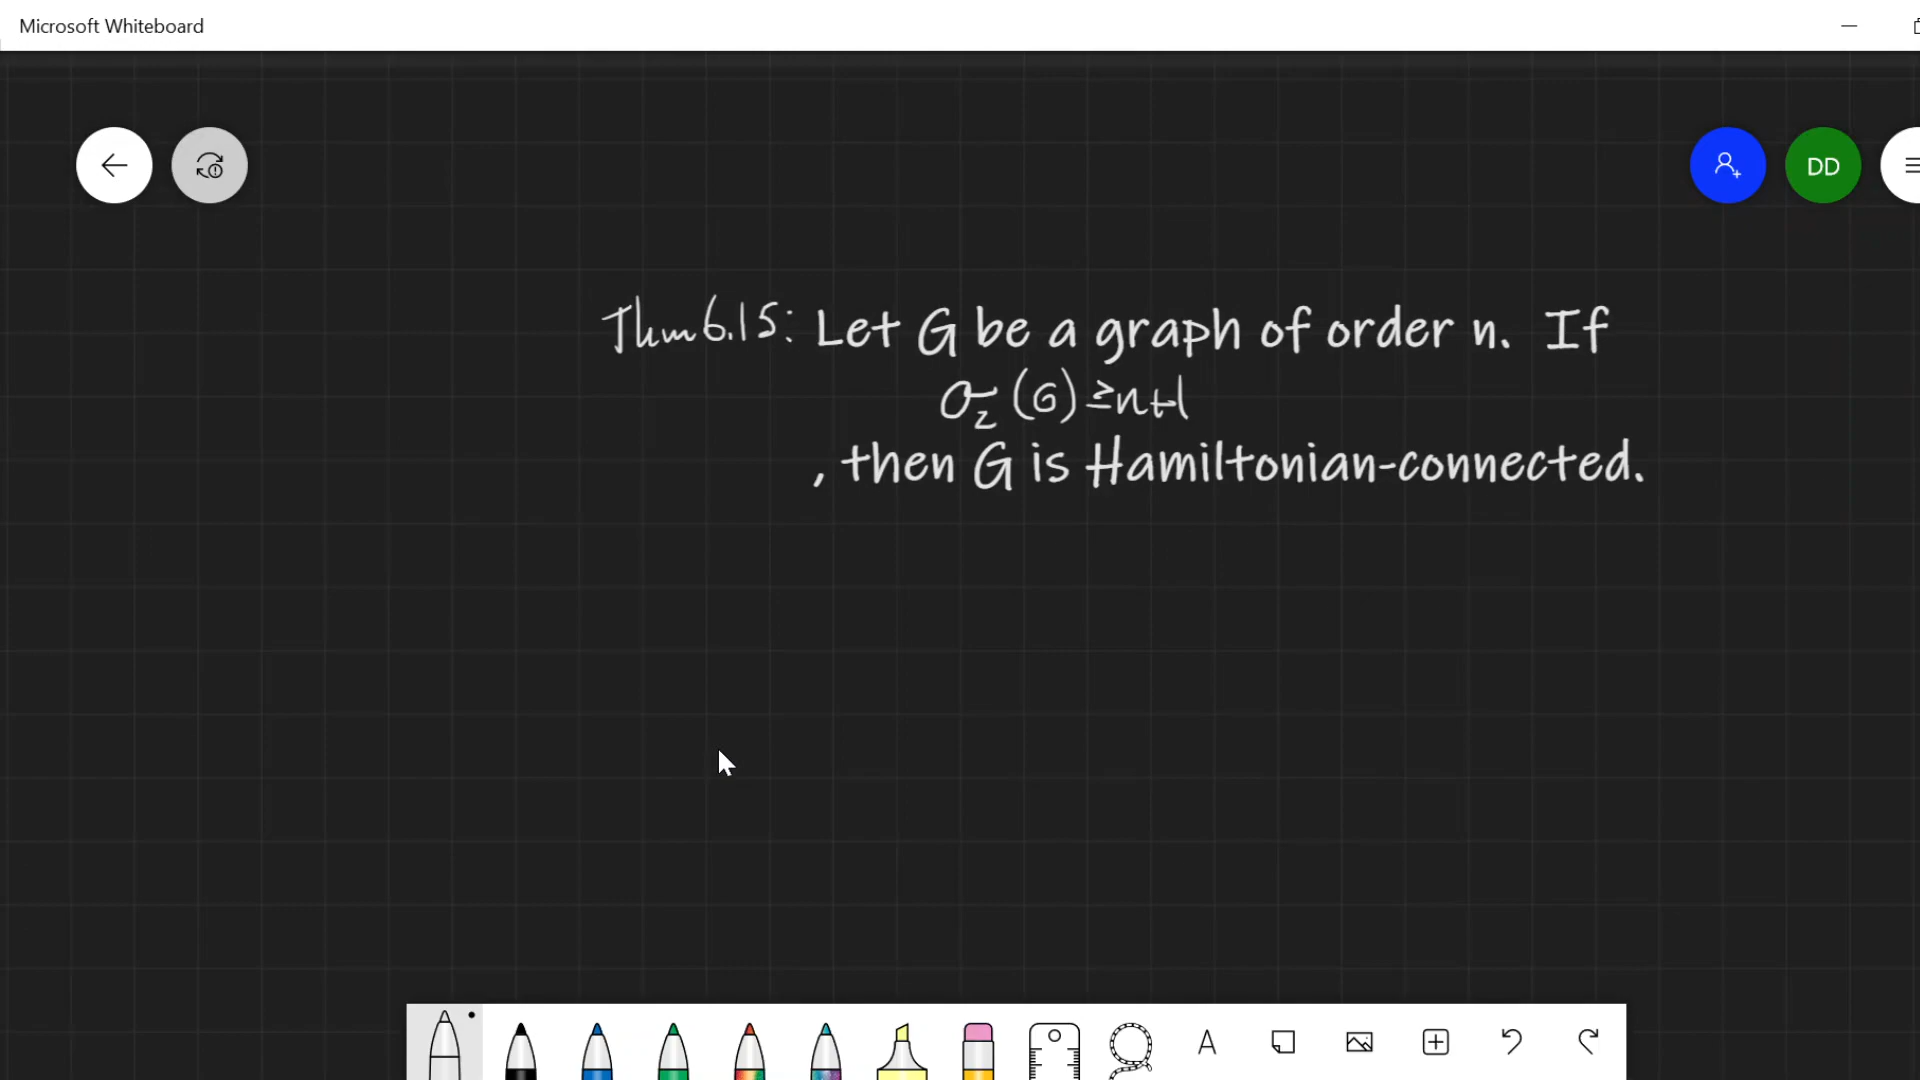 Microsoft Whiteboard
DD
Thm 6.15: Let G be a graph of order n. If
σ₂(G) ≥ n+1
, then G is Hamiltonian-connected.
A